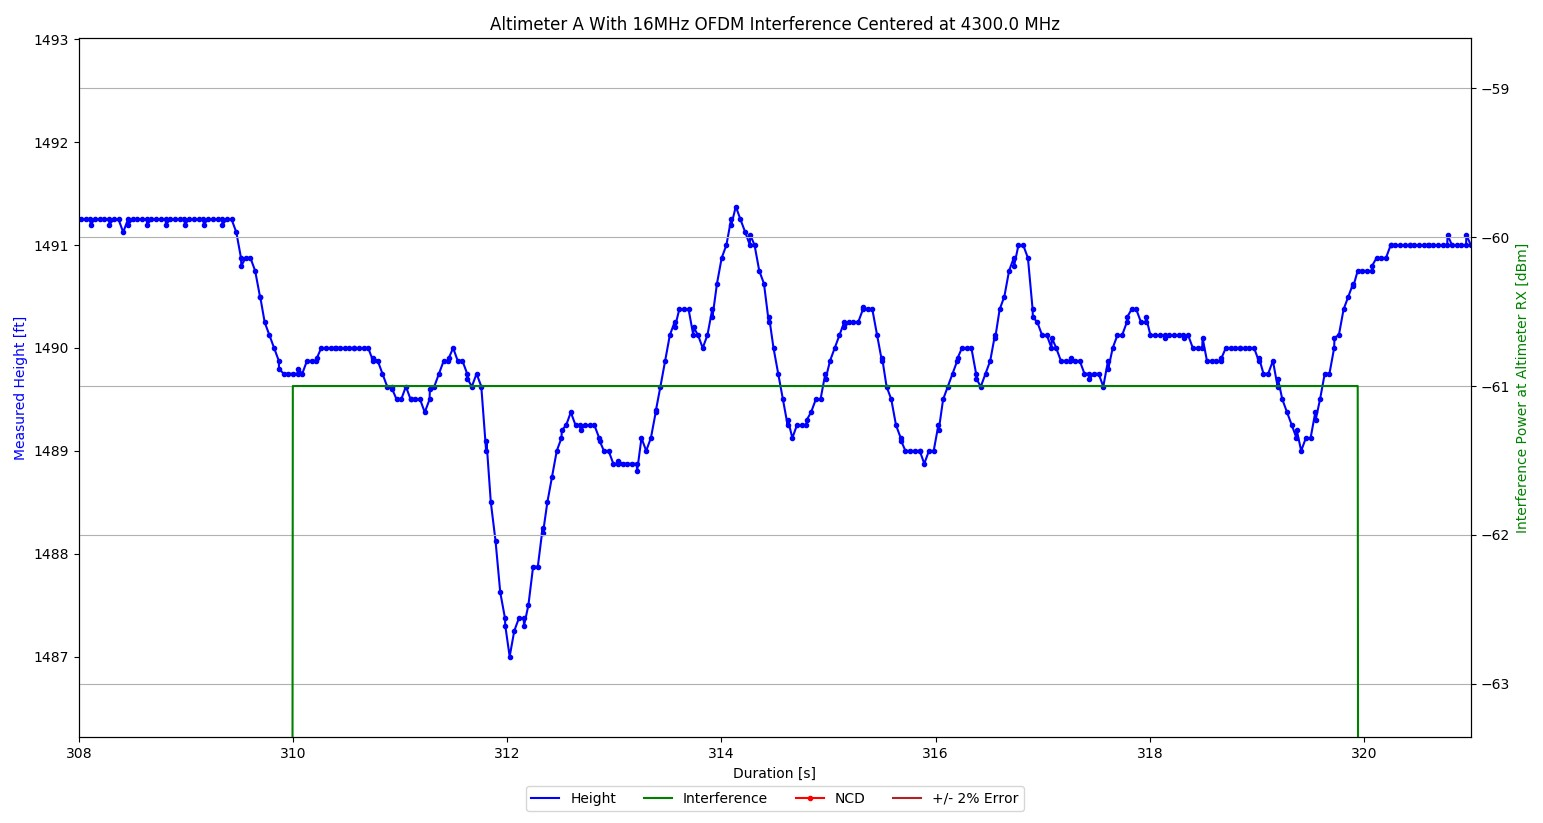 Altimeter A With 16MHz OFDM Interference Centered at 4300.0 MHz
1493
1492
1491
1490
1489
1488
1487
Measured Height [ft]
−59
−60
−61
−62
−63
Interference Power at Altimeter RX [dBm]
308 310 312 314 316 318 320
Duration [s]
Height Interference NCD +/- 2% Error